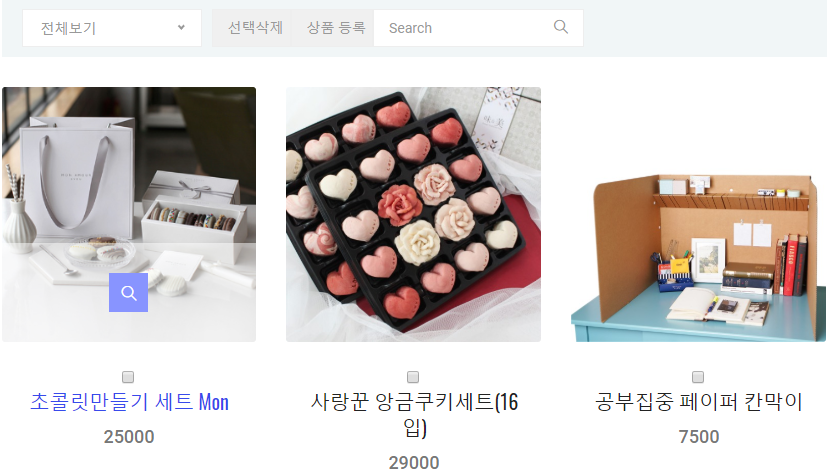 전체보기
선택삭제 상품 등록 Search
초콜릿만들기 세트 Mon
25000
사랑꾼 앙금쿠키세트(16
입)
29000
공부집중 페이퍼 칸막이
7500